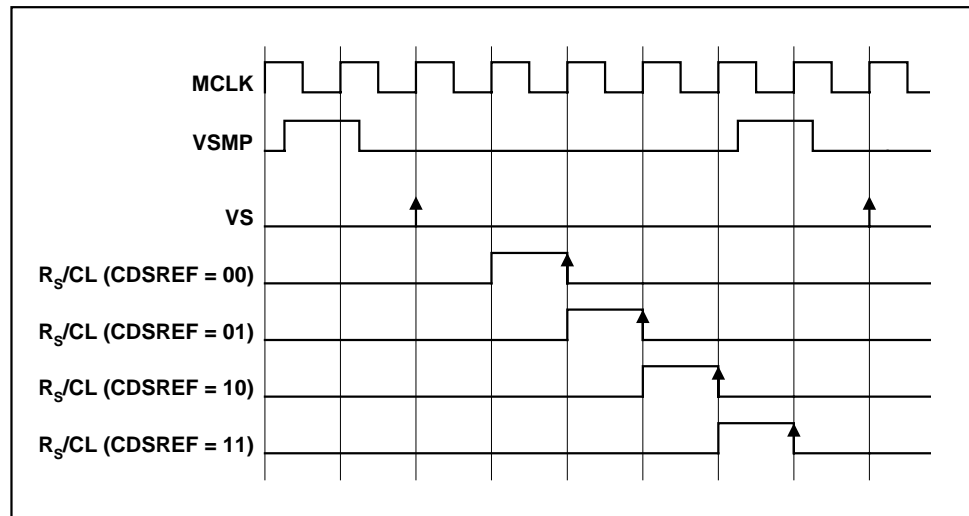 MCLK
VSMP
VS
RS/CL (CDSREF = 00)
RS/CL (CDSREF = 01)
RS/CL (CDSREF = 10)
RS/CL (CDSREF = 11)